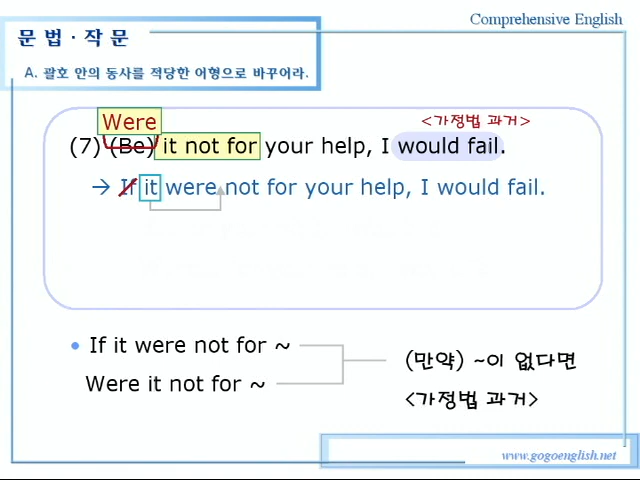 Comprehensive English
문 법 · 작 문
A. 괄호 안의 동사를 적당한 어형으로 바꾸어라.
Were
<가정법 과거>
(7) (Be) it not for your help, I would fail.
→ If it were not for your help, I would fail.
• If it were not for ~
Were it not for ~
(만약) ~이 없다면
<가정법 과거>
www.gogoenglish.net